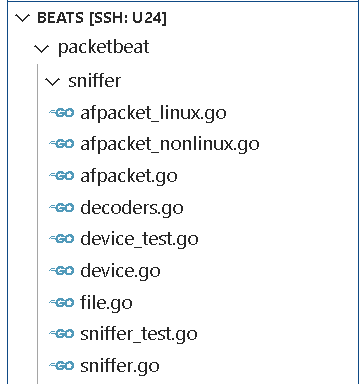 BEATS [SSH: U24]
packetbeat
sniffer
GO afpacket_linux.go
GO afpacket_nonlinux.go
GO afpacket.go
GO decoders.go
GO device_test.go
GO device.go
GO file.go
GO sniffer_test.go
GO sniffer.go